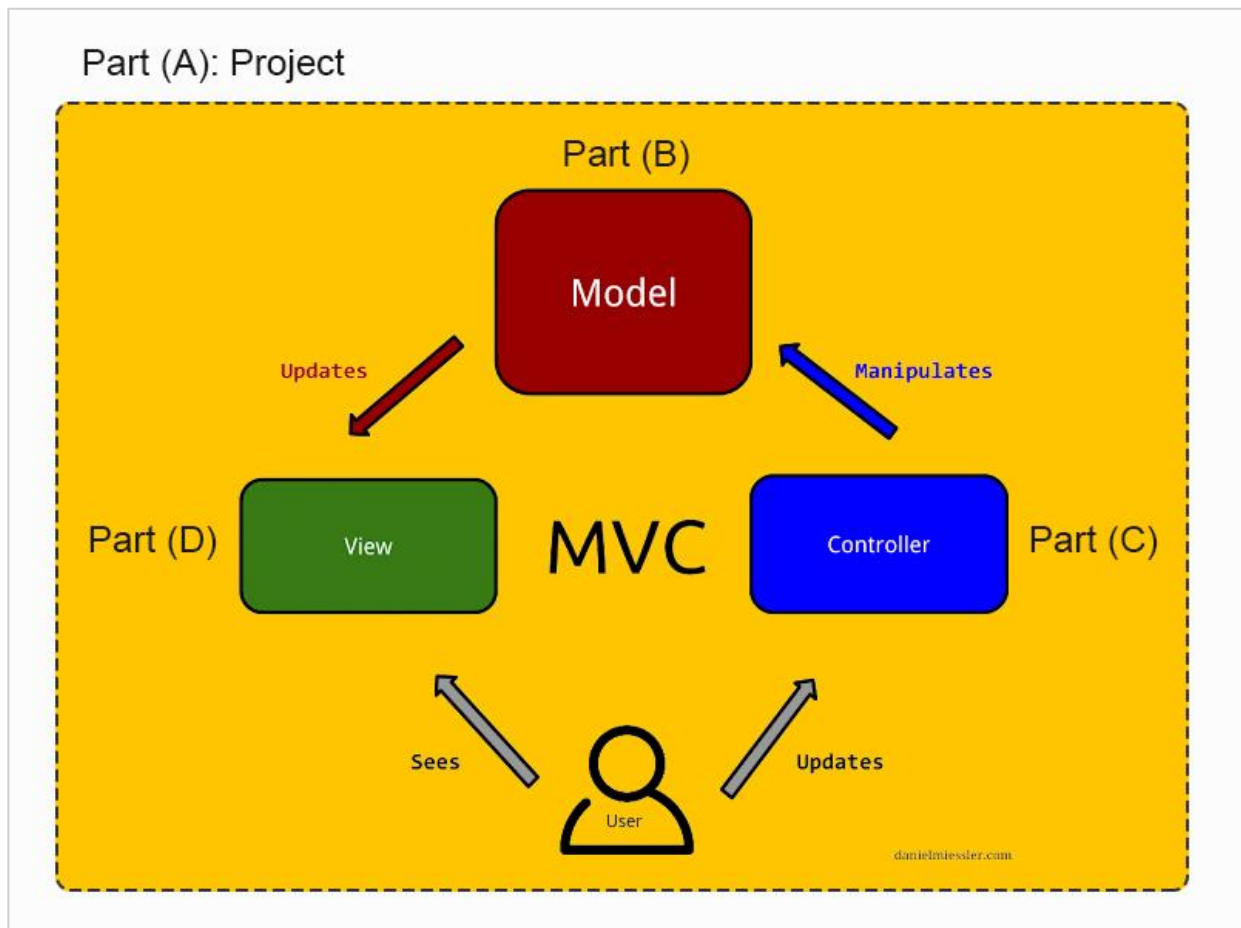 Part (A): Project
Part (B)
Model
Updates
Manipulates
Part (D)
View
MVC
Controller
Part (C)
Sees
Updates
User
danielmiessler.com